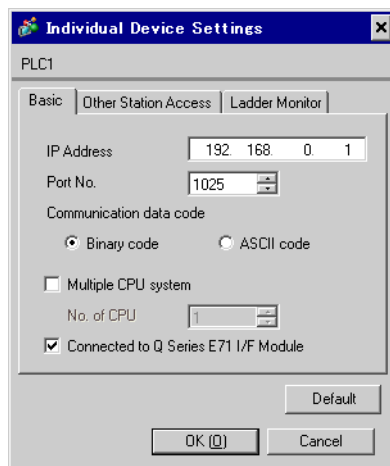 Individual Device Settings
PLC1
Basic Other Station Access Ladder Monitor
IP Address 192. 168. 0. 1
Port No. 1025
Communication data code
Binary code ASCII code
Multiple CPU system
No. of CPU 1
Connected to Q Series E71 I/F Module
Default
OK (O) Cancel